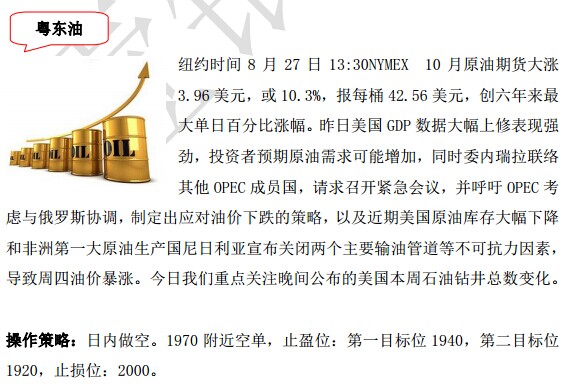 粤东油
纽约时间 8 月 27 日 13:30NYMEX 10 月原油期货大涨
3.96 美元，或 10.3%，报每桶 42.56 美元，创六年来最
大单日百分比涨幅。昨日美国 GDP 数据大幅上修表现强
劲，投资者预期原油需求可能增加，同时委内瑞拉联络
其他 OPEC 成员国，请求召开紧急会议，并呼吁 OPEC 考
虑与俄罗斯协调，制定出应对油价下跌的策略，以及近期美国原油库存大幅下降
和非洲第一大原油生产国尼日利亚宣布关闭两个主要输油管道等不可抗力因素，
导致周四油价暴涨。今日我们重点关注晚间公布的美国本周石油钻井总数变化。
操作策略：日内做空。1970 附近空单，止盈位：第一目标位 1940，第二目标位
1920，止损位：2000。
OIL
OIL